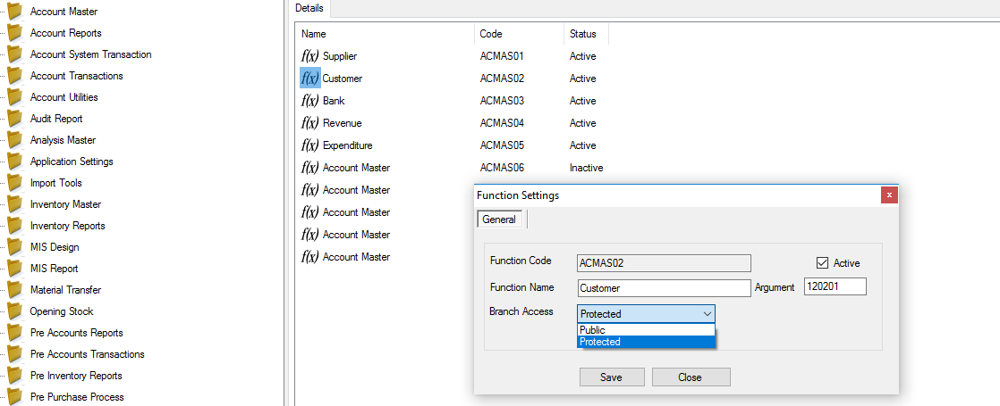 Account Master
Account Reports
Account System Transaction
Account Transactions
Account Utilities
Audit Report
Analysis Master
Application Settings
Import Tools
Inventory Master
Inventory Reports
MIS Design
MIS Report
Material Transfer
Opening Stock
Pre Accounts Reports
Pre Accounts Transactions
Pre Inventory Reports
Pre Purchase Process
Details
Name Code Status
f(x) Supplier ACMAS01 Active
f(x) Customer ACMAS02 Active
f(x) Bank ACMAS03 Active
f(x) Revenue ACMAS04 Active
f(x) Expenditure ACMAS05 Active
f(x) Account Master ACMAS06 Inactive
f(x) Account Master
f(x) Account Master
f(x) Account Master
f(x) Account Master
Function Settings x
General
Function Code ACMAS02 Active
Function Name Customer Argument 120201
Branch Access Protected
Public
Protected
Save Close